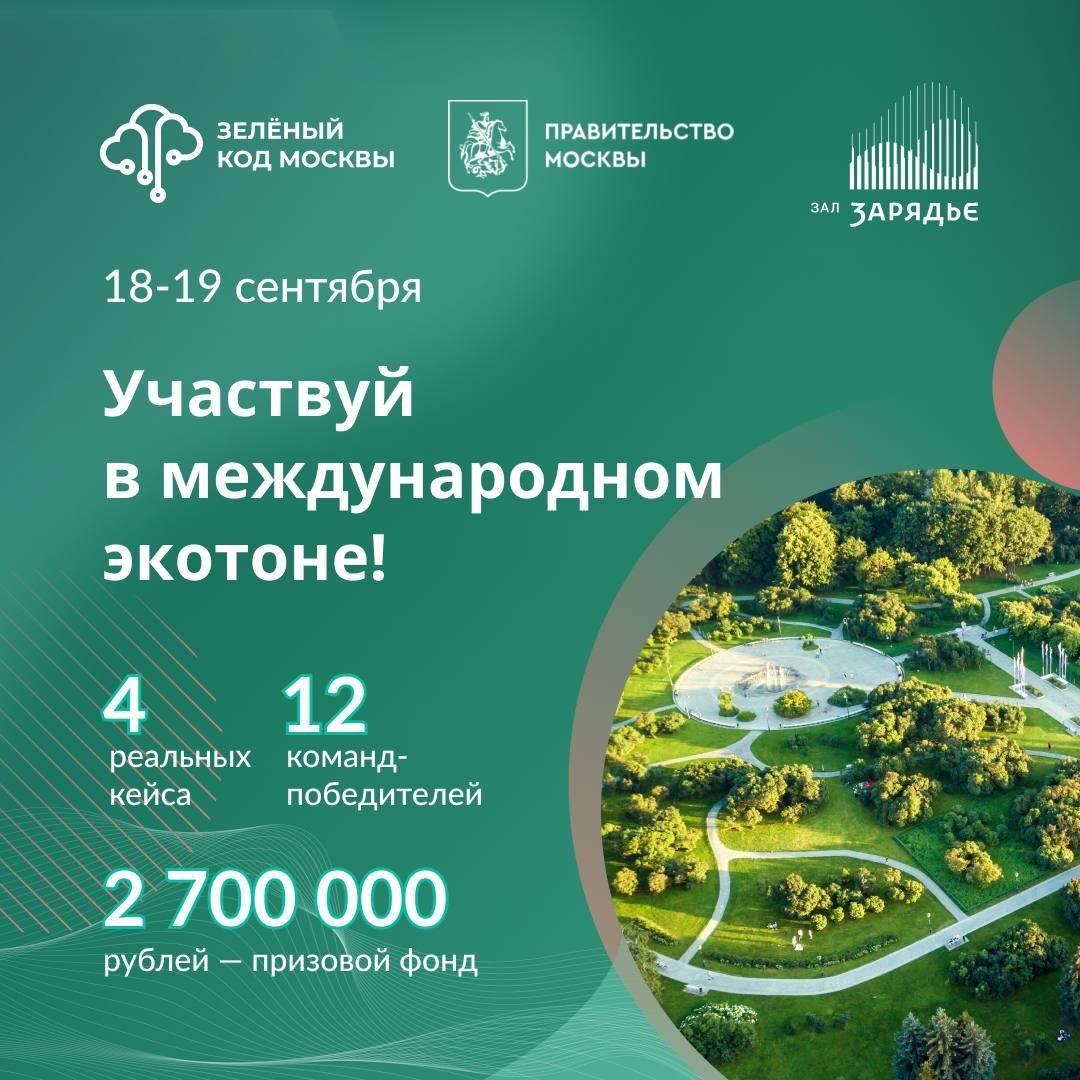 ЗЕЛЁНЫЙ
КОД МОСКВЫ
ПРАВИТЕЛЬСТВО
МОСКВЫ
ЗАЛ ЗАРЯДЬЕ
18-19 сентября
Участвуй
в международном
экотоне!
4
реальных
кейса
12
команд-
победителей
2 700 000
рублей — призовой фонд